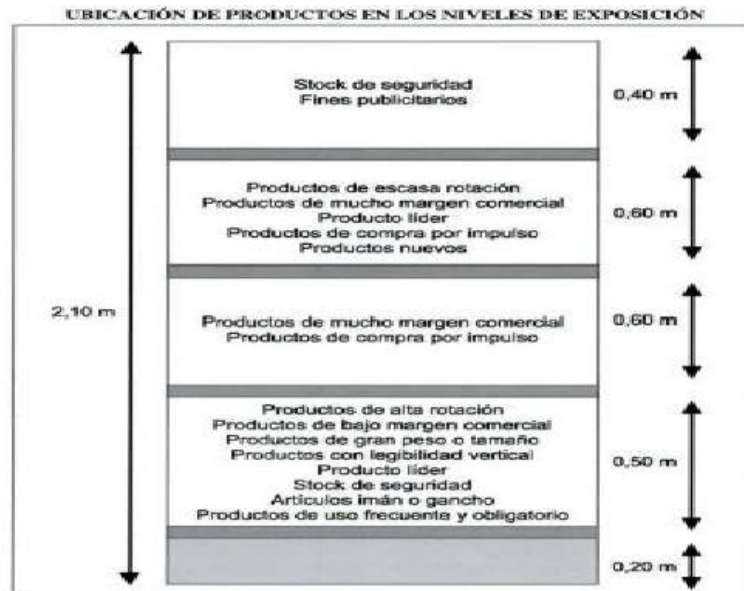 UBICACIÓN DE PRODUCTOS EN LOS NIVELES DE EXPOSICIÓN
Stock de seguridad
Fines publicitarios
0,40 m
Productos de escasa rotación
Productos de mucho margen comercial
Producto líder
Productos de compra por impulso
Productos nuevos
0,60 m
2,10 m
Productos de mucho margen comercial
Productos de compra por impulso
0,60 m
Productos de alta rotación
Productos de bajo margen comercial
Productos de gran peso o tamaño
Productos con legibilidad vertical
Producto líder
Stock de seguridad
Artículos imán o gancho
Productos de uso frecuente y obligatorio
0,50 m
0,20 m